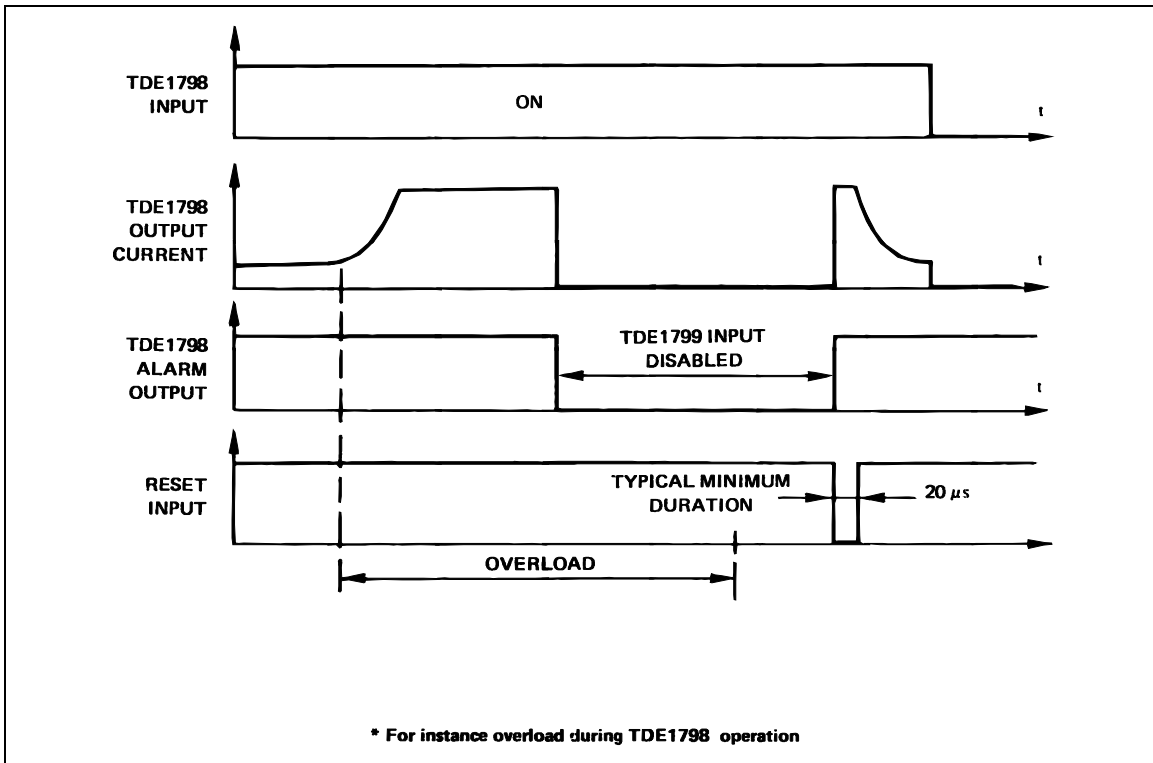 TDE1798
INPUT
ON
t
TDE1798
OUTPUT
CURRENT
t
TDE1798
ALARM
OUTPUT
TDE1799 INPUT
DISABLED
t
RESET
INPUT
TYPICAL MINIMUM
DURATION
20 μs
OVERLOAD
* For instance overload during TDE1798 operation